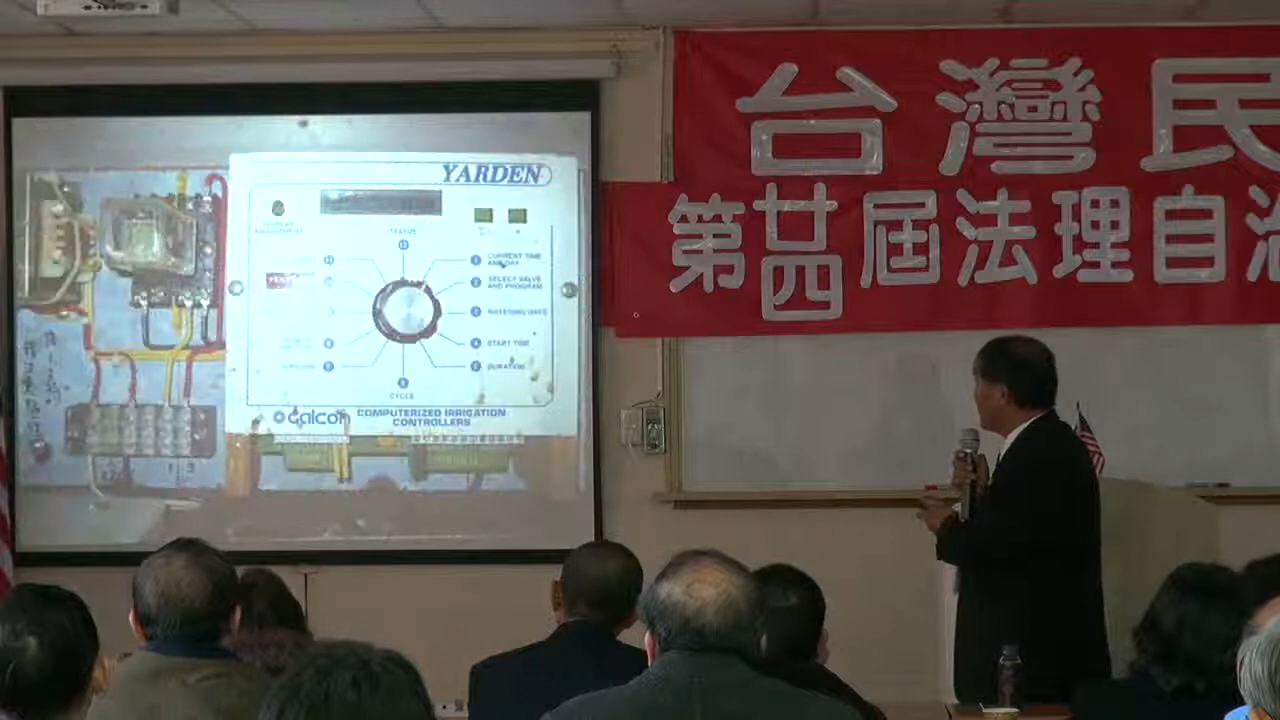 台灣民
第廿四屆法理自治
YARDEN
STATUS
CURRENT TIME
AND DAY
SELECT VALVE
AND PROGRAM
WATERING DAYS
START TIME
DURATION
CYCLE
Galcon
COMPUTERIZED IRRIGATION
CONTROLLERS